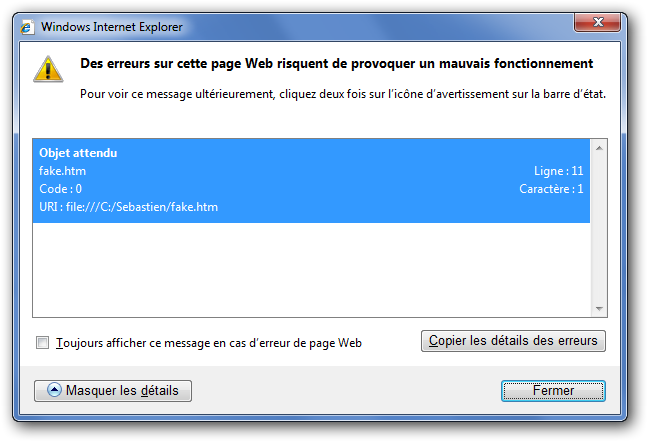 Windows Internet Explorer
Des erreurs sur cette page Web risquent de provoquer un mauvais fonctionnement
Pour voir ce message ultérieurement, cliquez deux fois sur l'icône d'avertissement sur la barre d'état.
Objet attendu
fake.htm Ligne : 11
Code : 0 Caractère : 1
URI : file:///C:/Sebastien/fake.htm
Toujours afficher ce message en cas d'erreur de page Web
Copier les détails des erreurs
Masquer les détails
Fermer